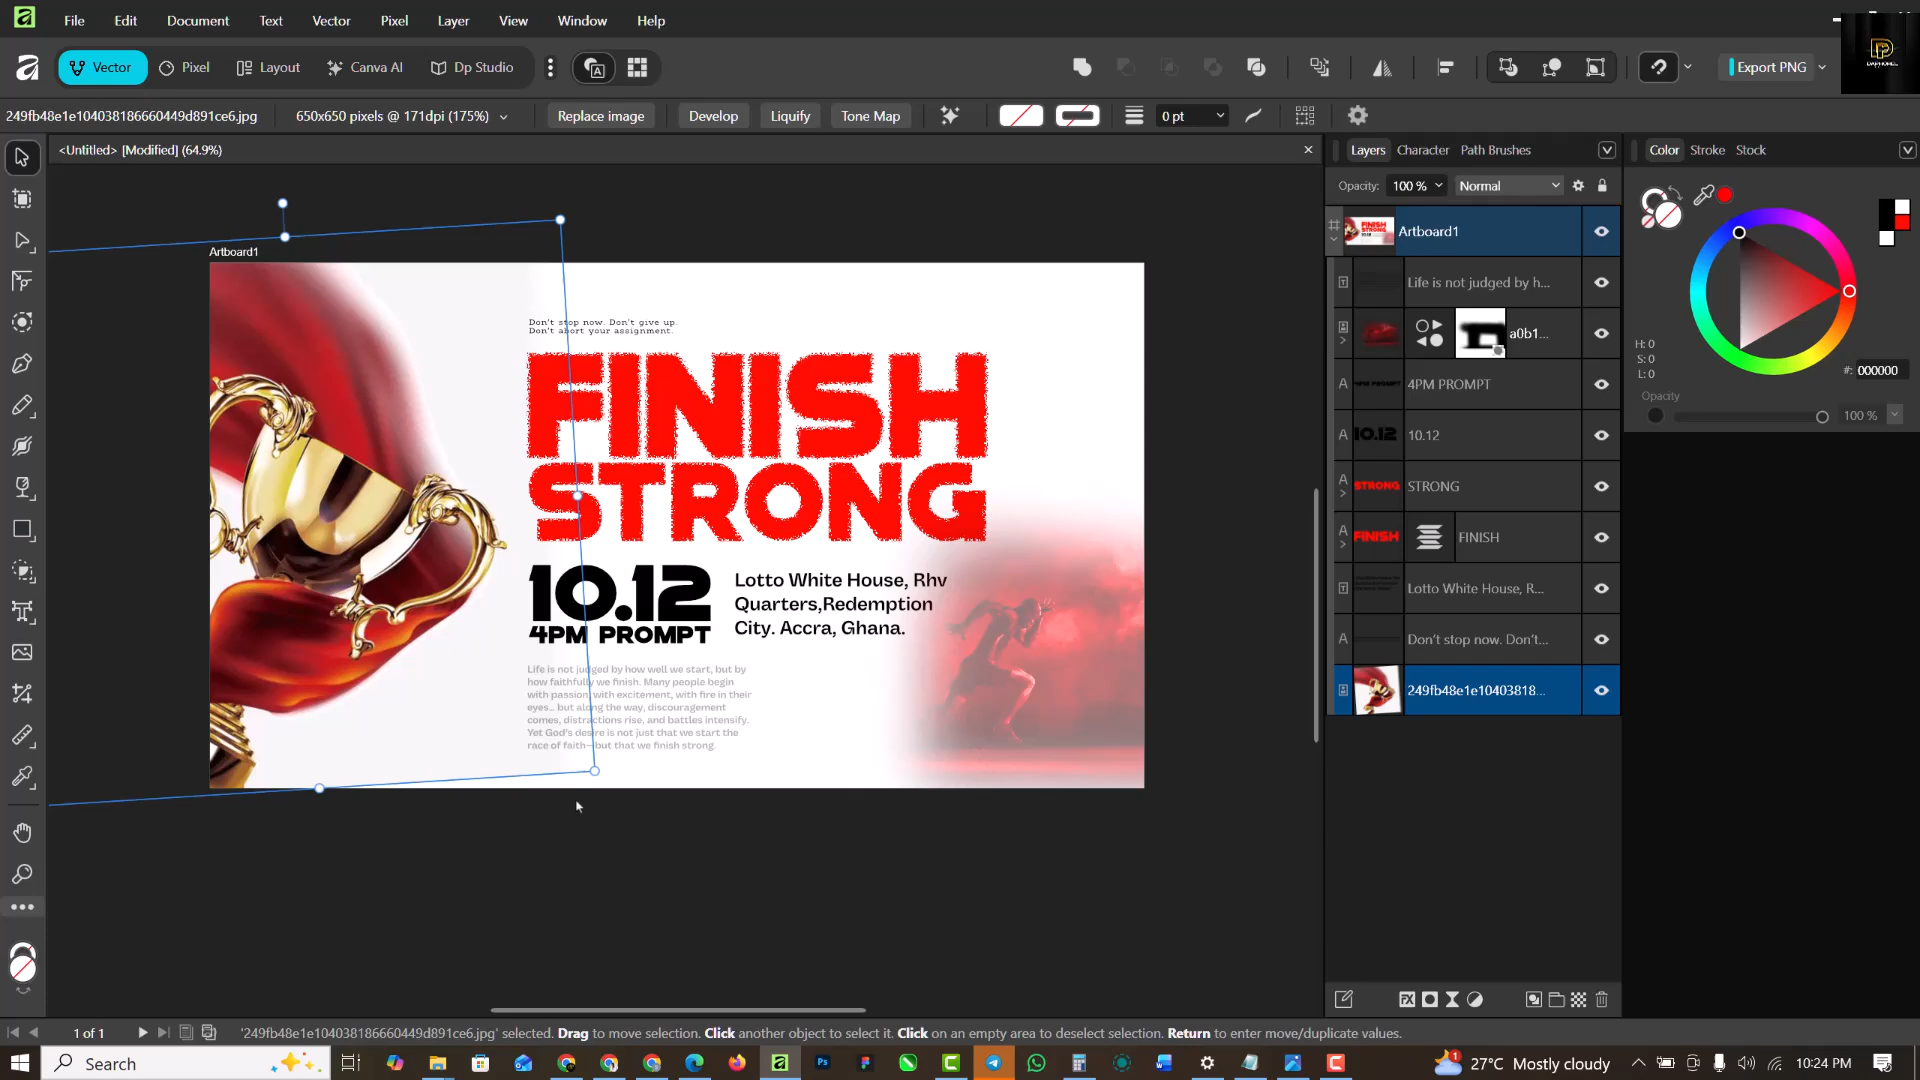 File Edit Document Text Vector Pixel Layer View Window Help
Vector Pixel Layout Canva AI Dp Studio Export PNG
249fb48e1e104038186660449d891ce6.jpg 650x650 pixels @ 171dpi (175%) Replace image Develop Liquify Tone Map 0 pt
<Untitled> [Modified] (64.9%)
Artboard1
Don't stop now. Don't give up.
Don't abort your assignment.
FINISH
STRONG
10.12
4PM PROMPT
Lotto White House, Rhv
Quarters,Redemption
City. Accra, Ghana.
Life is not judged by how well we start, but by
how faithfully we finish. Many people begin
with passion, with excitement, with fire in their
eyes... but along the way, discouragement
comes, distractions rise, and battles intensify.
Yet God's desire is not just that we start the
race of faith—but that we finish strong.
Layers Character Path Brushes
Opacity: 100 % Normal
Artboard1
Life is not judged by h...
a0b1...
4PM PROMPT
10.12
STRONG
FINISH
Lotto White House, R...
Don't stop now. Don't...
249fb48e1e10403818...
Color Stroke Stock
H: 0
S: 0
L: 0
#: 000000
Opacity
100 %
1 of 1 '249fb48e1e104038186660449d891ce6.jpg' selected. Drag to move selection. Click another object to select it. Click on an empty area to deselect selection. Return to enter move/duplicate values.
Search 27°C Mostly cloudy 10:24 PM